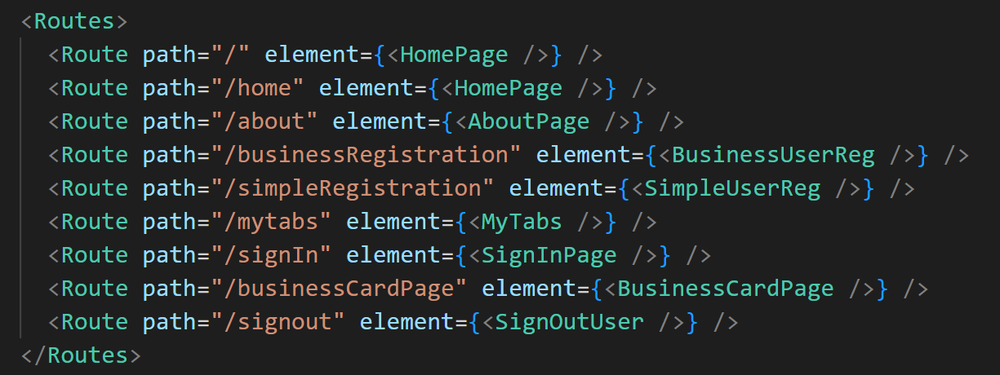 <Routes>
<Route path="/" element={<HomePage />} />
<Route path="/home" element={<HomePage />} />
<Route path="/about" element={<AboutPage />} />
<Route path="/businessRegistration" element={<BusinessUserReg />} />
<Route path="/simpleRegistration" element={<SimpleUserReg />} />
<Route path="/mytabs" element={<MyTabs />} />
<Route path="/signIn" element={<SignInPage />} />
<Route path="/businessCardPage" element={<BusinessCardPage />} />
<Route path="/signout" element={<SignOutUser />} />
</Routes>